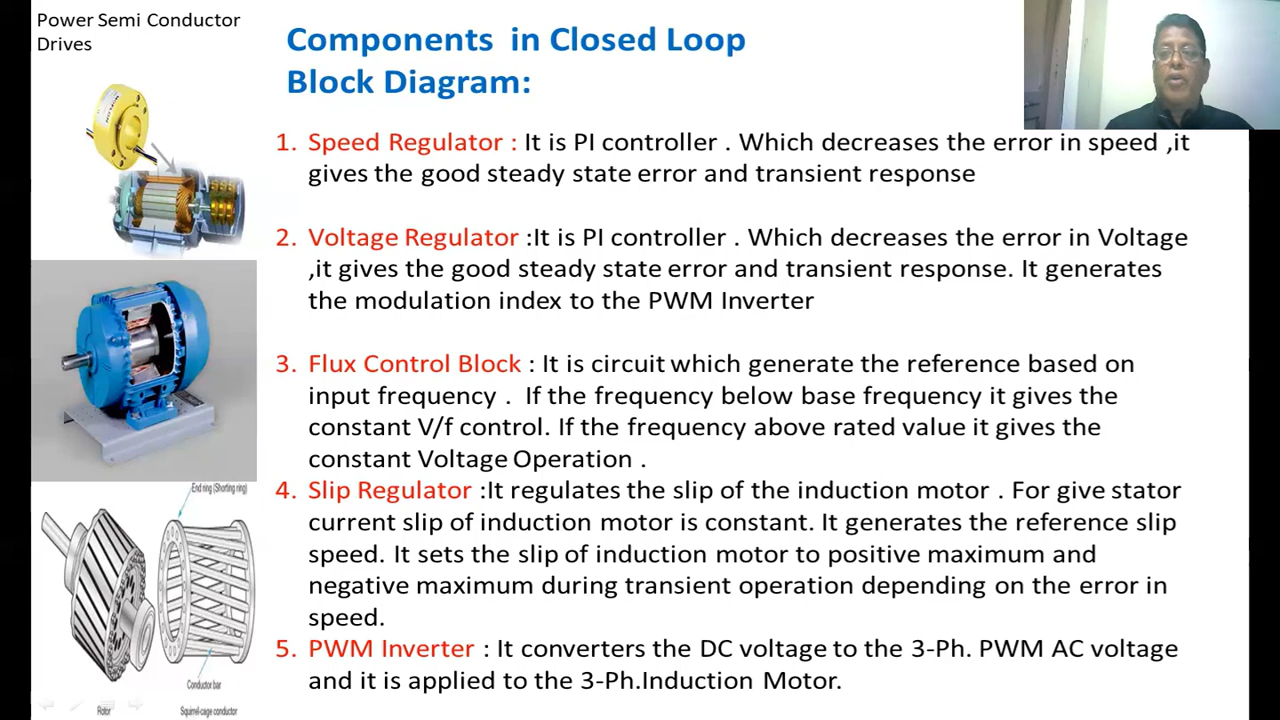 Power Semi Conductor
Drives
Components in Closed Loop
Block Diagram:
1. Speed Regulator : It is PI controller . Which decreases the error in speed ,it
gives the good steady state error and transient response
2. Voltage Regulator :It is PI controller . Which decreases the error in Voltage
,it gives the good steady state error and transient response. It generates
the modulation index to the PWM Inverter
3. Flux Control Block : It is circuit which generate the reference based on
input frequency . If the frequency below base frequency it gives the
constant V/f control. If the frequency above rated value it gives the
constant Voltage Operation .
4. Slip Regulator :It regulates the slip of the induction motor . For give stator
current slip of induction motor is constant. It generates the reference slip
speed. It sets the slip of induction motor to positive maximum and
negative maximum during transient operation depending on the error in
speed.
5. PWM Inverter : It converters the DC voltage to the 3-Ph. PWM AC voltage
and it is applied to the 3-Ph.Induction Motor.
End ring (Shorting ring)
Conductor bar
Rotor
Squirrel-cage conductor